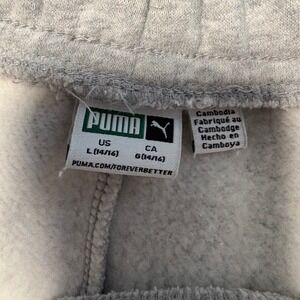 PUMA
US CA
L (14/16) G (14/16)
PUMA.COM/FOREVERBETTER
Cambodia
Fabriqué au
Cambodge
Hecho en
Camboya